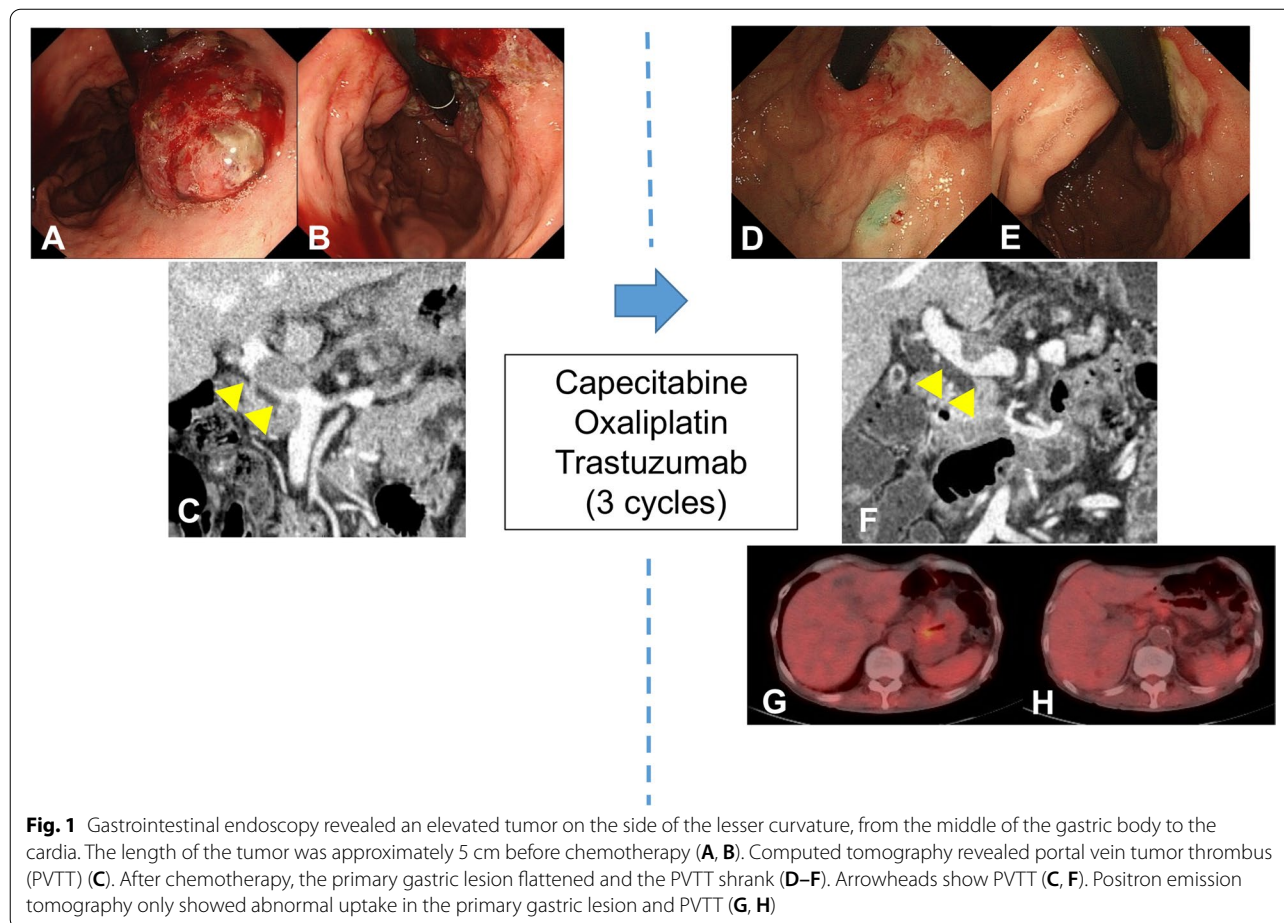 A
B
D
E
C
Capecitabine
Oxaliplatin
Trastuzumab
(3 cycles)
F
G
H
Fig. 1 Gastrointestinal endoscopy revealed an elevated tumor on the side of the lesser curvature, from the middle of the gastric body to the
cardia. The length of the tumor was approximately 5 cm before chemotherapy (A, B). Computed tomography revealed portal vein tumor thrombus
(PVTT) (C). After chemotherapy, the primary gastric lesion flattened and the PVTT shrank (D–F). Arrowheads show PVTT (C, F). Positron emission
tomography only showed abnormal uptake in the primary gastric lesion and PVTT (G, H)